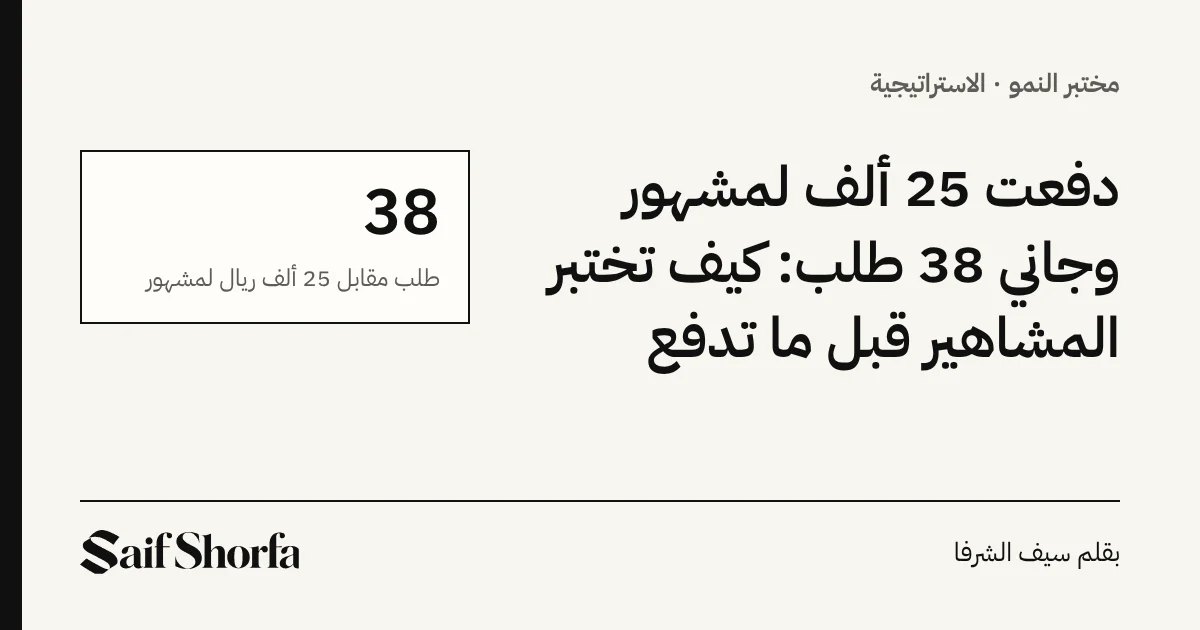 مختبر النمو · الاستراتيجية
دفعت 25 ألف لمشهور
وجاني 38 طلب: كيف تختبر
المشاهير قبل ما تدفع
38
طلب مقابل 25 ألف ريال لمشهور
بقلم سيف الشرفا
Saif Shorfa